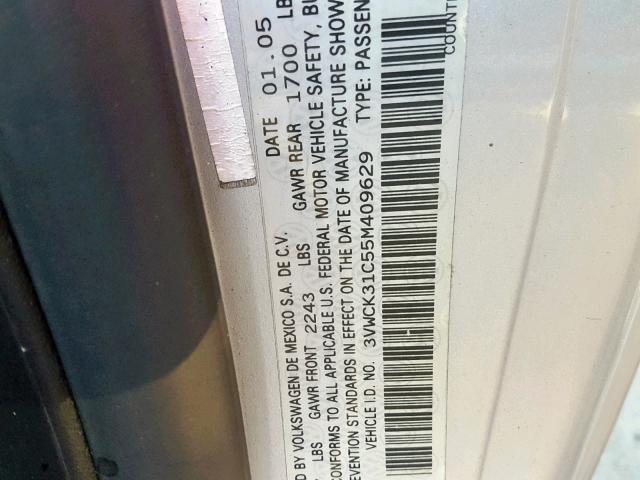 D BY VOLKSWAGEN DE MEXICO S.A. DE C.V. DATE 01.05
LBS GAWR FRONT 2243 LBS GAWR REAR 1700 LB
CONFORMS TO ALL APPLICABLE U.S. FEDERAL MOTOR VEHICLE SAFETY, BU
EVENTION STANDARDS IN EFFECT ON THE DATE OF MANUFACTURE SHOW
VEHICLE I.D. NO. 3VWCK31C55M409629 TYPE: PASSEN
COUNT